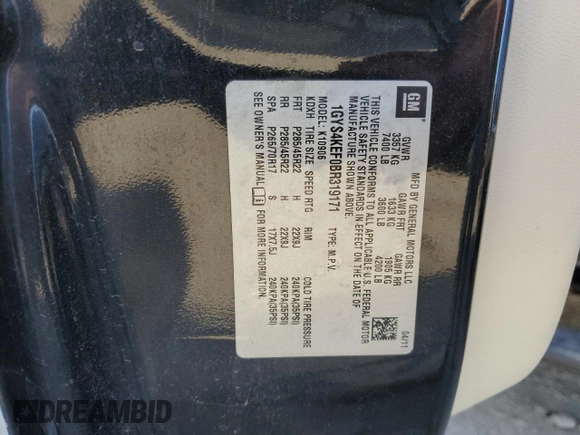 GM
MFD BY GENERAL MOTORS LLC
04/11
GVWR GAWR FRT GAWR RR
3367 KG 1633 KG 1905 KG
7400 LB 3600 LB 4200 LB
THIS VEHICLE CONFORMS TO ALL APPLICABLE U.S. FEDERAL MOTOR
VEHICLE SAFETY STANDARDS IN EFFECT ON THE DATE OF
MANUFACTURE SHOWN ABOVE.
1GYS4KEF0BR319171 TYPE: M.P.V.
MODEL: K10906
KDKH TIRE SIZE SPEED RTG RIM COLD TIRE PRESSURE
FRT P285/45R22 H 22X9J 240KPA(35PSI)
RR P285/45R22 H 22X9J 240KPA(35PSI)
SPA P265/70R17 S 17X7.5J 240KPA(35PSI)
SEE OWNER'S MANUAL FOR MORE INFORMATION.
DREAMBID